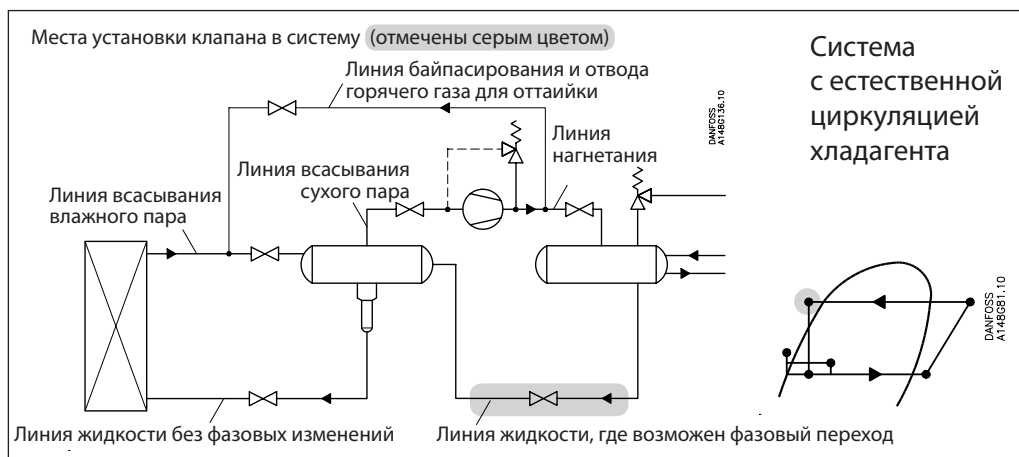 Места установки клапана в систему (отмечены серым цветом)
Система
с естественной
циркуляцией
хладагента
Линия байпасирования и отвода
горячего газа для оттаийки
DANFOSS
A148G136.10
Линия
нагнетания
Линия всасывания
сухого пара
Линия всасывания
влажного пара
DANFOSS
A148G81.10
Линия жидкости без фазовых изменений
Линия жидкости, где возможен фазовый переход